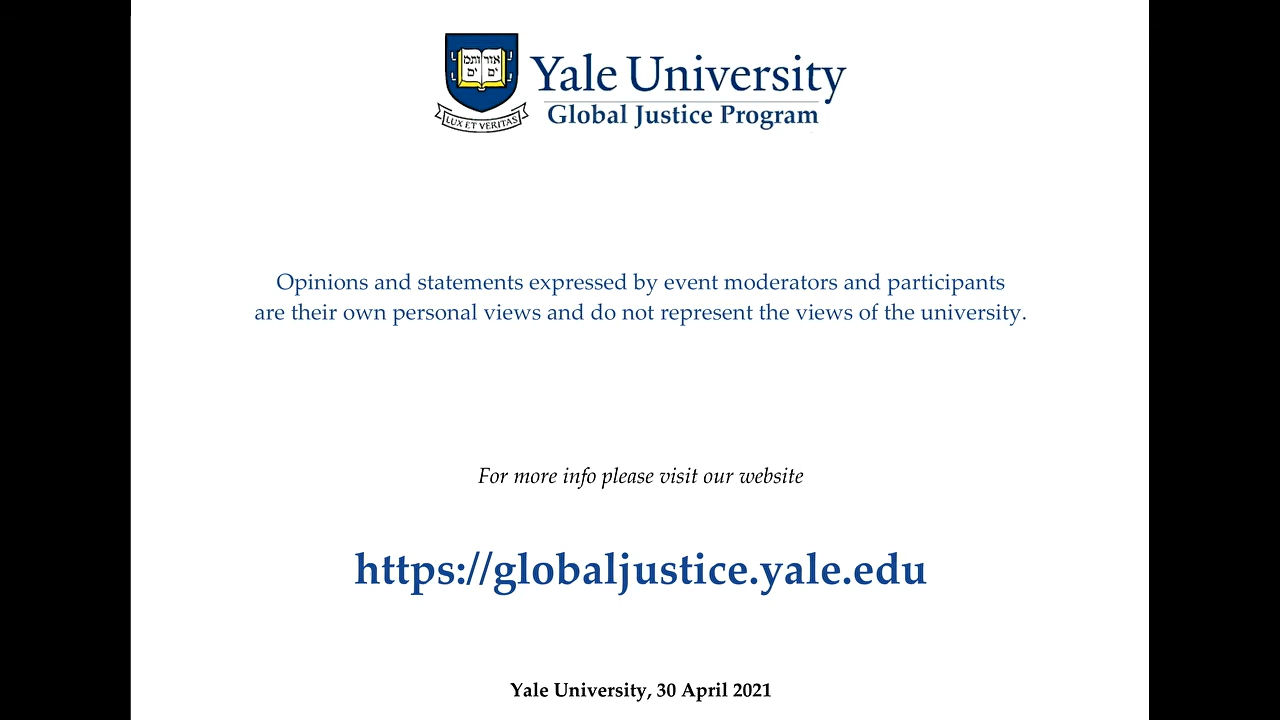 אורים
ותמים
LUX ET VERITAS
Yale University
Global Justice Program
Opinions and statements expressed by event moderators and participants
are their own personal views and do not represent the views of the university.
For more info please visit our website
https://globaljustice.yale.edu
Yale University, 30 April 2021